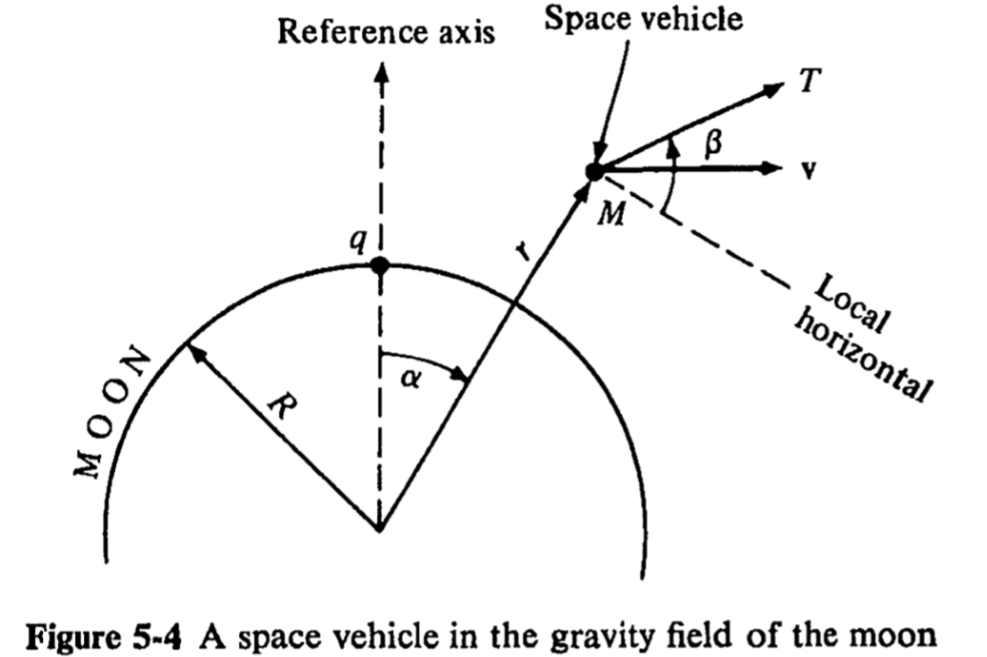 Reference axis
Space vehicle
T
β
v
M
q
r
Local
horizontal
α
R
MOON
Figure 5-4 A space vehicle in the gravity field of the moon